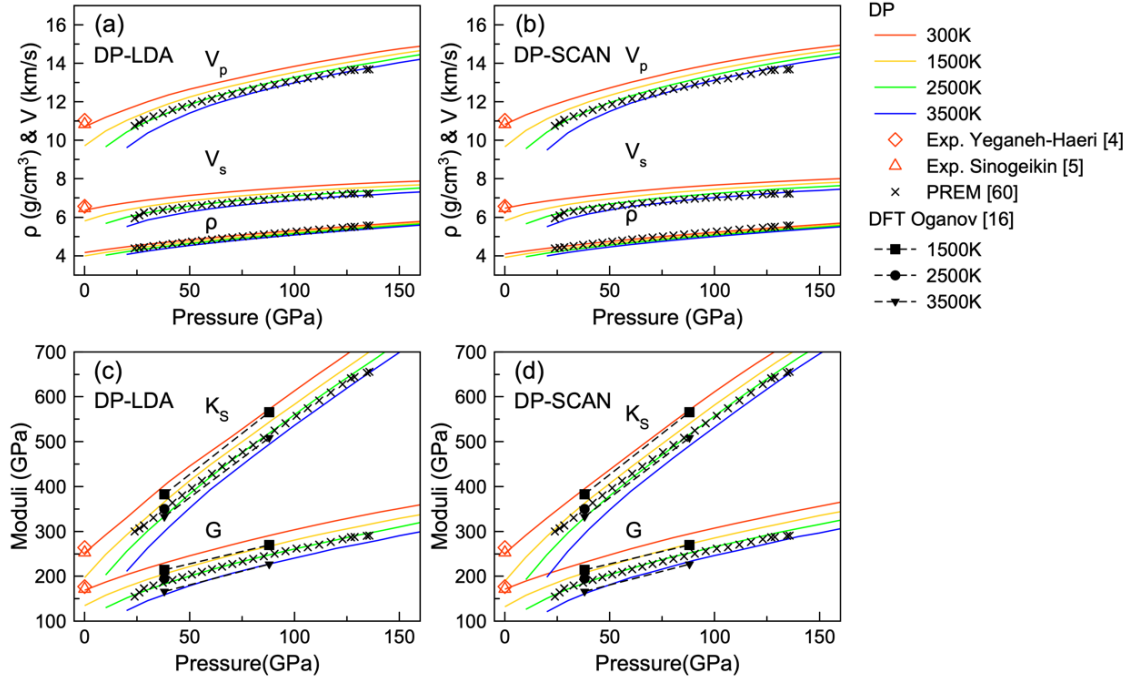 (a)
DP-LDA
Vp
Vs
ρ
ρ (g/cm³) & V (km/s)
16
14
12
10
8
6
4
0
50
100
150
Pressure (GPa)
(b)
DP-SCAN
Vp
Vs
ρ
ρ (g/cm³) & V (km/s)
16
14
12
10
8
6
4
0
50
100
150
Pressure (GPa)
DP
300K
1500K
2500K
3500K
Exp. Yeganeh-Haeri [4]
Exp. Sinogeikin [5]
PREM [60]
DFT Oganov [16]
1500K
2500K
3500K
(c)
DP-LDA
KS
G
Moduli (GPa)
700
600
500
400
300
200
100
0
50
100
150
Pressure(GPa)
(d)
DP-SCAN
KS
G
Moduli (GPa)
700
600
500
400
300
200
100
0
50
100
150
Pressure(GPa)